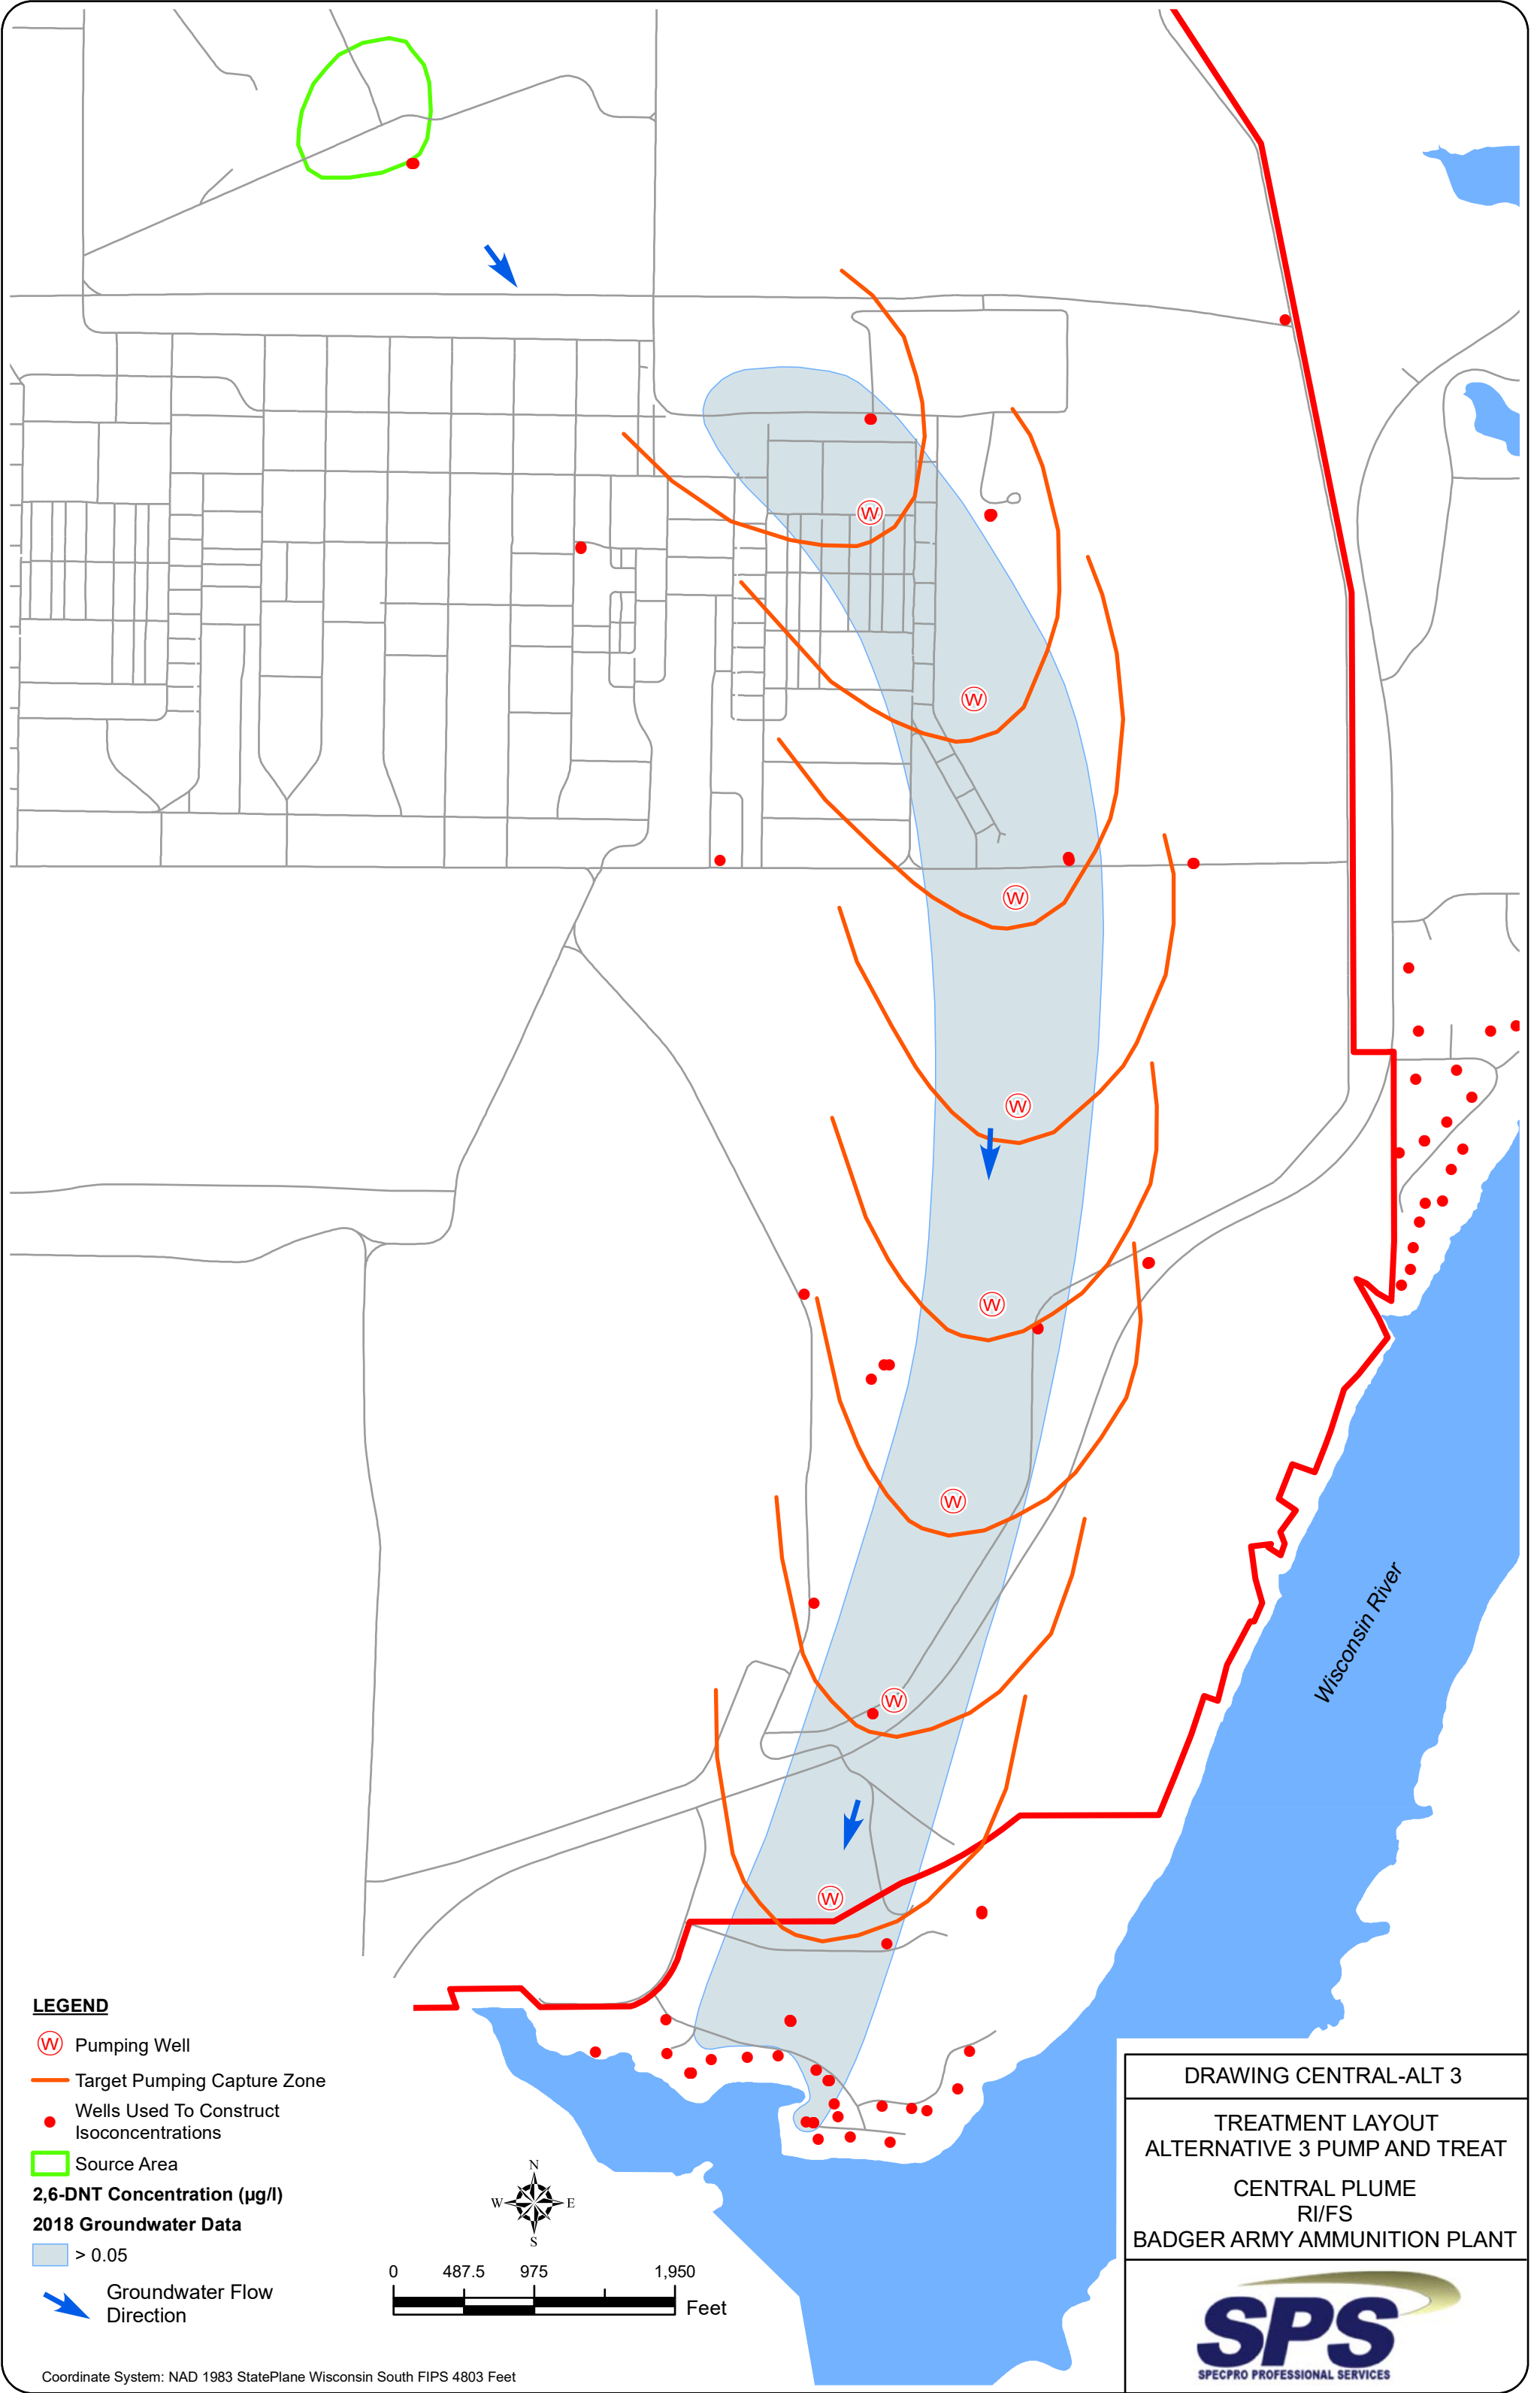 W
W
W
W
W
W
W
W
Wisconsin River
LEGEND
W Pumping Well
Target Pumping Capture Zone
Wells Used To Construct
Isoconcentrations
Source Area
2,6-DNT Concentration (µg/l)
2018 Groundwater Data
> 0.05
Groundwater Flow
Direction
N
W E
S
0 487.5 975 1,950
Feet
Coordinate System: NAD 1983 StatePlane Wisconsin South FIPS 4803 Feet
DRAWING CENTRAL-ALT 3
TREATMENT LAYOUT
ALTERNATIVE 3 PUMP AND TREAT
CENTRAL PLUME
RI/FS
BADGER ARMY AMMUNITION PLANT
SPS
SPECPRO PROFESSIONAL SERVICES